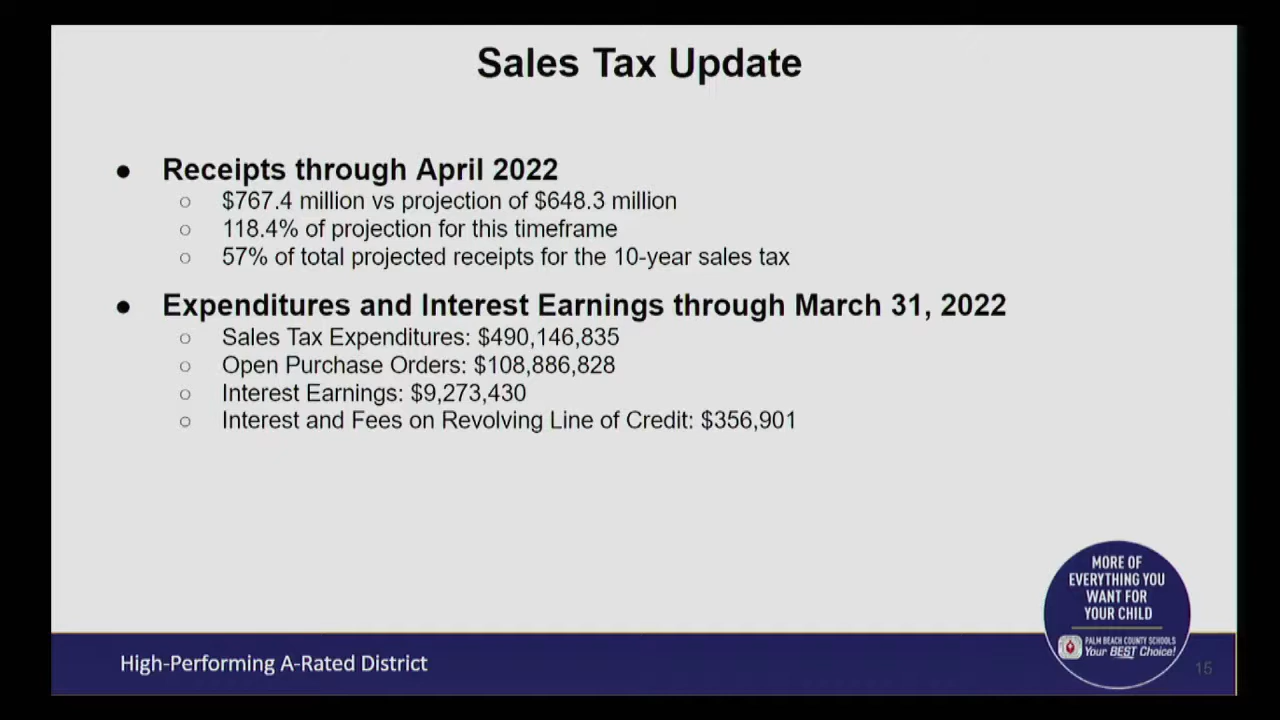 Sales Tax Update
● Receipts through April 2022
○ $767.4 million vs projection of $648.3 million
○ 118.4% of projection for this timeframe
○ 57% of total projected receipts for the 10-year sales tax
● Expenditures and Interest Earnings through March 31, 2022
○ Sales Tax Expenditures: $490,146,835
○ Open Purchase Orders: $108,886,828
○ Interest Earnings: $9,273,430
○ Interest and Fees on Revolving Line of Credit: $356,901
MORE OF
EVERYTHING YOU
WANT FOR
YOUR CHILD
PALM BEACH COUNTY SCHOOLS
Your BEST Choice!
High-Performing A-Rated District
15